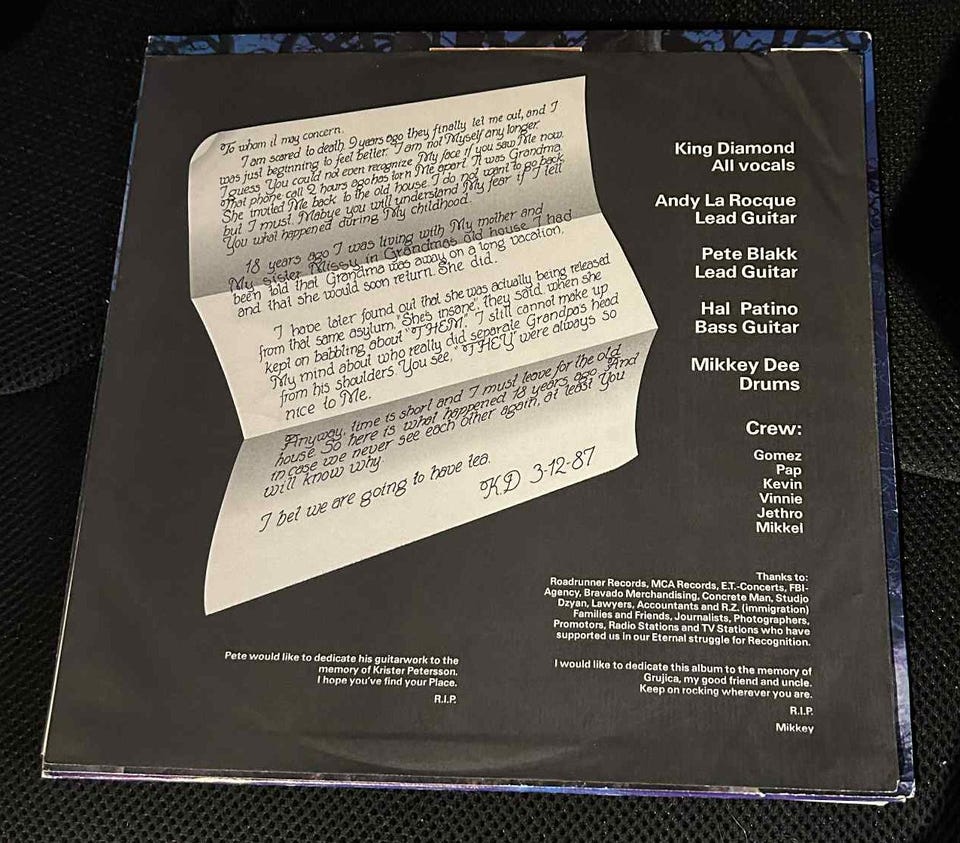 To whom it may concern.
I am scared to death. 9 years ago they finally let me out, and I
was just beginning to feel better. I am not Myself any longer.
I guess You could not even recognize My face if you saw Me now.
That phone call 2 hours ago has torn Me apart. It was Grandma.
She invited Me back to the old house. I do not want to go back,
but I must. Mabye you will understand My fear if I tell
You what happened during My childhood.
18 years ago I was living with My mother and
My sister Missy in Grandmas old house. I had
been told that Grandma was away on a long vacation,
and that she would soon return. She did.
I have later found out that she was actually being released
from that same asylum. "She's insane", they said, when she
kept on babbling about "THEM". I still cannot make up
My mind about who really did separate Grandpas head
from his shoulders. You see, "THEY" were always so
nice to Me.
Anyway, time is short and I must leave for the old
house. So here is what happened 18 years ago. And
in case we never see each other again, at least You
will know why.
I bet we are going to have tea.
K.D 3-12-87
King Diamond
All vocals
Andy La Rocque
Lead Guitar
Pete Blakk
Lead Guitar
Hal Patino
Bass Guitar
Mikkey Dee
Drums
Crew:
Gomez
Pap
Kevin
Vinnie
Jethro
Mikkel
Thanks to:
Roadrunner Records, MCA Records, E.T.-Concerts, FBI-
Agency, Bravado Merchandising, Concrete Man, Studio
Dzyan, Lawyers, Accountants and R.Z. (immigration)
Families and Friends, Journalists, Photographers,
Promotors, Radio Stations and TV Stations who have
supported us in our Eternal struggle for Recognition.
Pete would like to dedicate his guitarwork to the
memory of Krister Petersson.
I hope you've find your Place.
R.I.P.
I would like to dedicate this album to the memory of
Grujica, my good friend and uncle.
Keep on rocking wherever you are.
R.I.P.
Mikkey